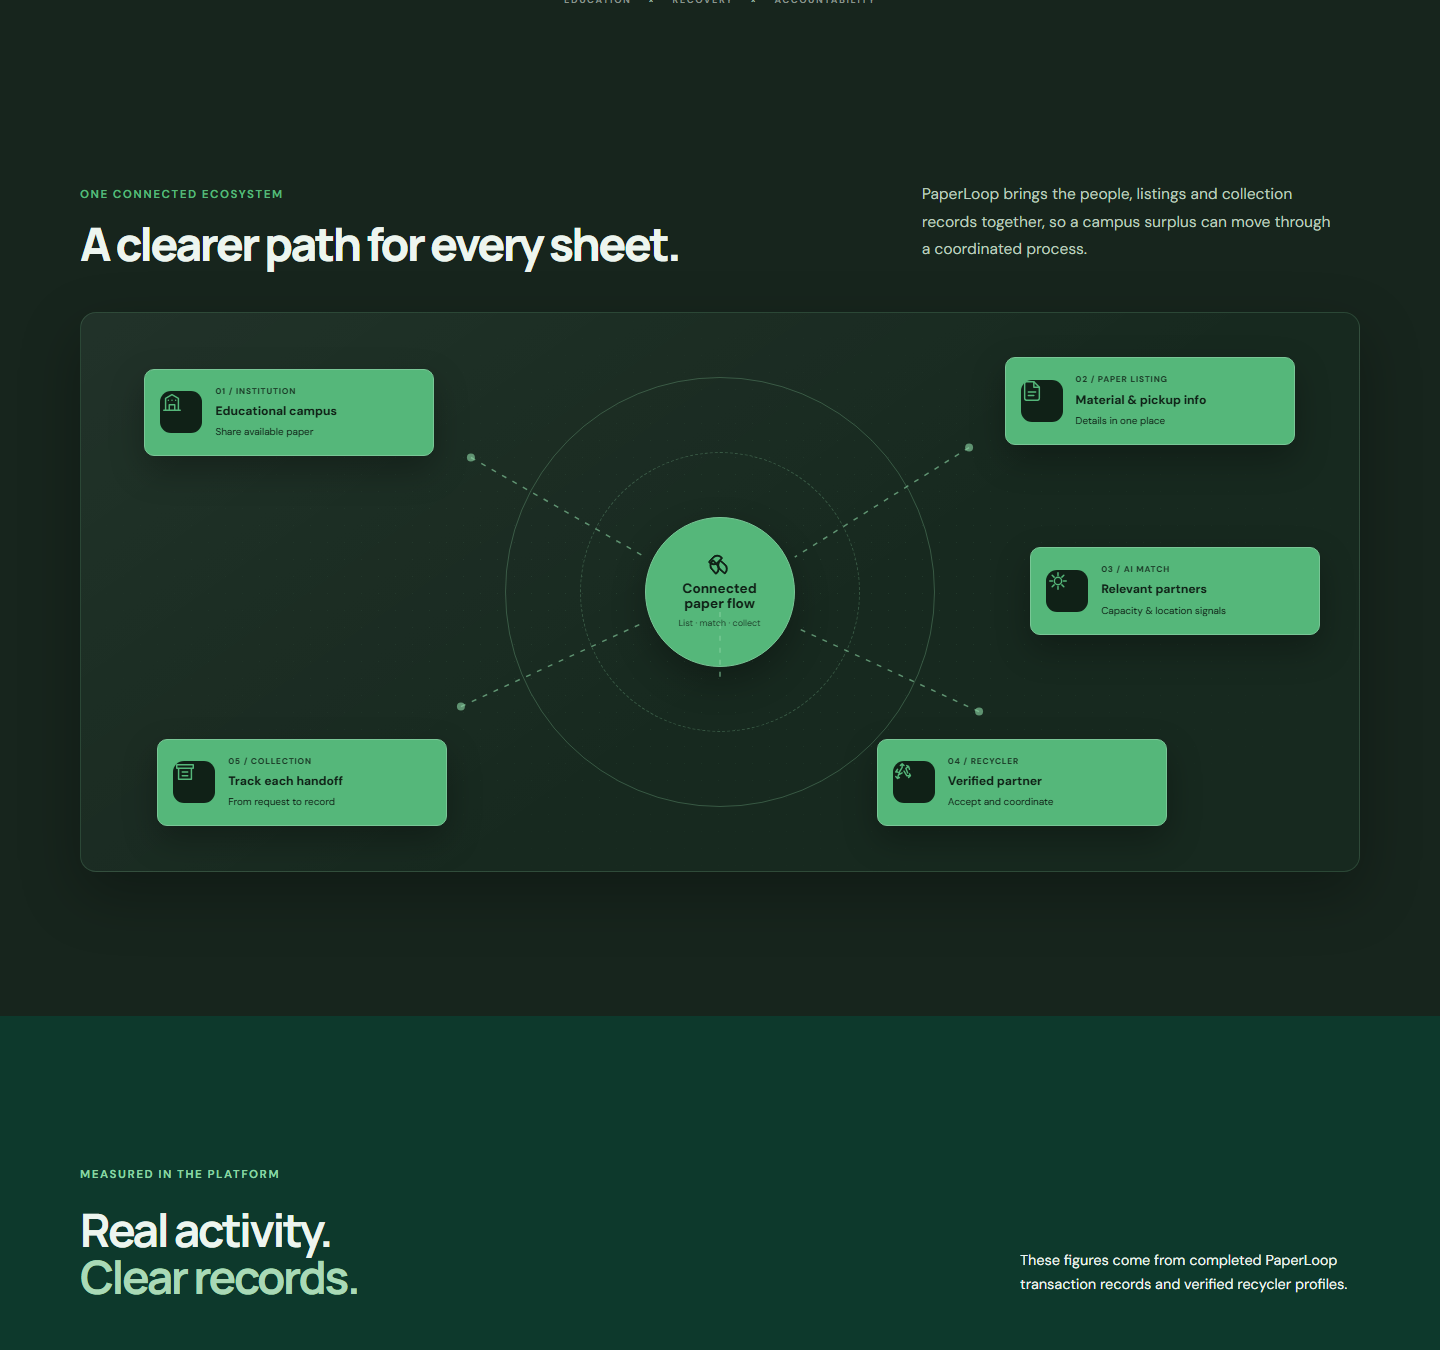 EDUCATION • RECOVERY • ACCOUNTABILITY
ONE CONNECTED ECOSYSTEM
A clearer path for every sheet.
PaperLoop brings the people, listings and collection
records together, so a campus surplus can move through
a coordinated process.
01 / INSTITUTION
Educational campus
Share available paper
02 / PAPER LISTING
Material & pickup info
Details in one place
Connected
paper flow
List · match · collect
03 / AI MATCH
Relevant partners
Capacity & location signals
05 / COLLECTION
Track each handoff
From request to record
04 / RECYCLER
Verified partner
Accept and coordinate
MEASURED IN THE PLATFORM
Real activity.
Clear records.
These figures come from completed PaperLoop
transaction records and verified recycler profiles.